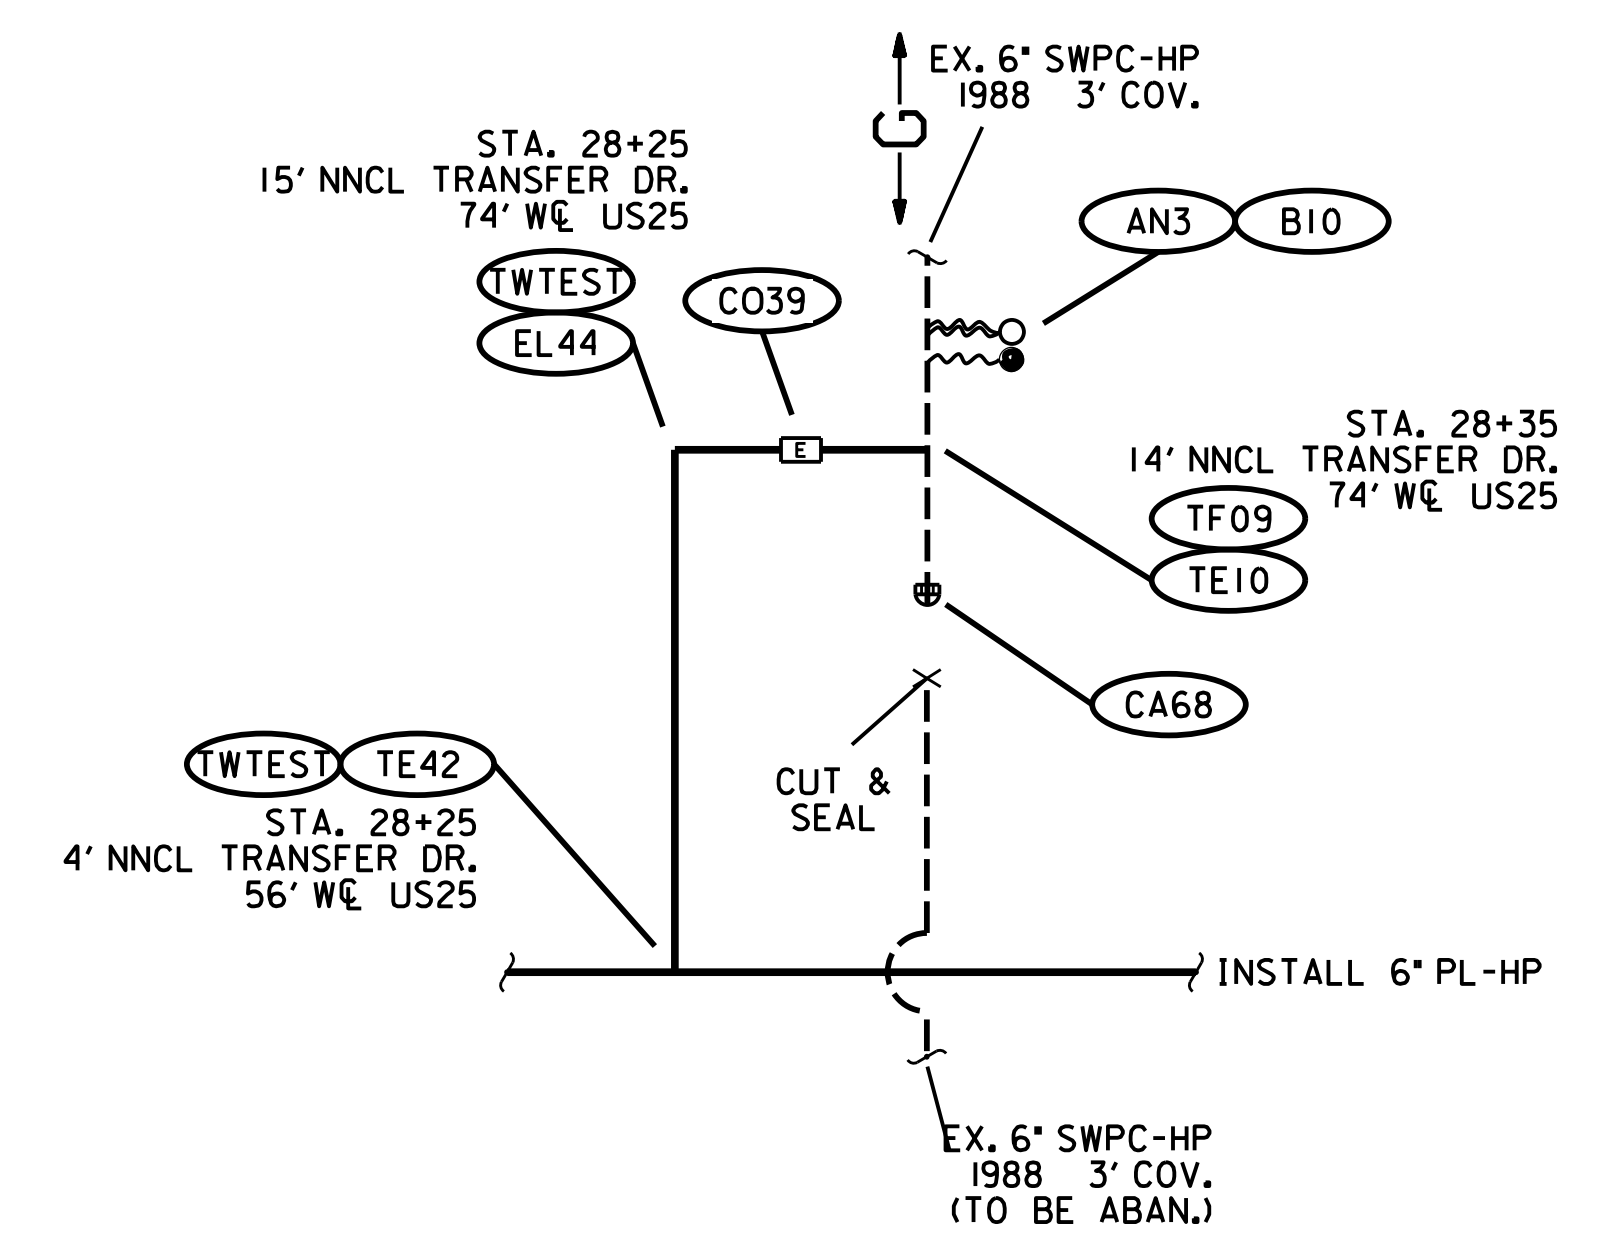 EX. 6" SWPC-HP
1988 3' COV.
G
STA. 28+25
15' NNCL TRANSFER DR.
74' W℄ US25
TWTEST
EL44
CO39
AN3 B10
E
STA. 28+35
14' NNCL TRANSFER DR.
74' W℄ US25
TF09
TE10
CA68
CUT &
SEAL
TWTEST TE42
STA. 28+25
4' NNCL TRANSFER DR.
56' W℄ US25
INSTALL 6" PL-HP
EX. 6" SWPC-HP
1988 3' COV.
(TO BE ABAN.)